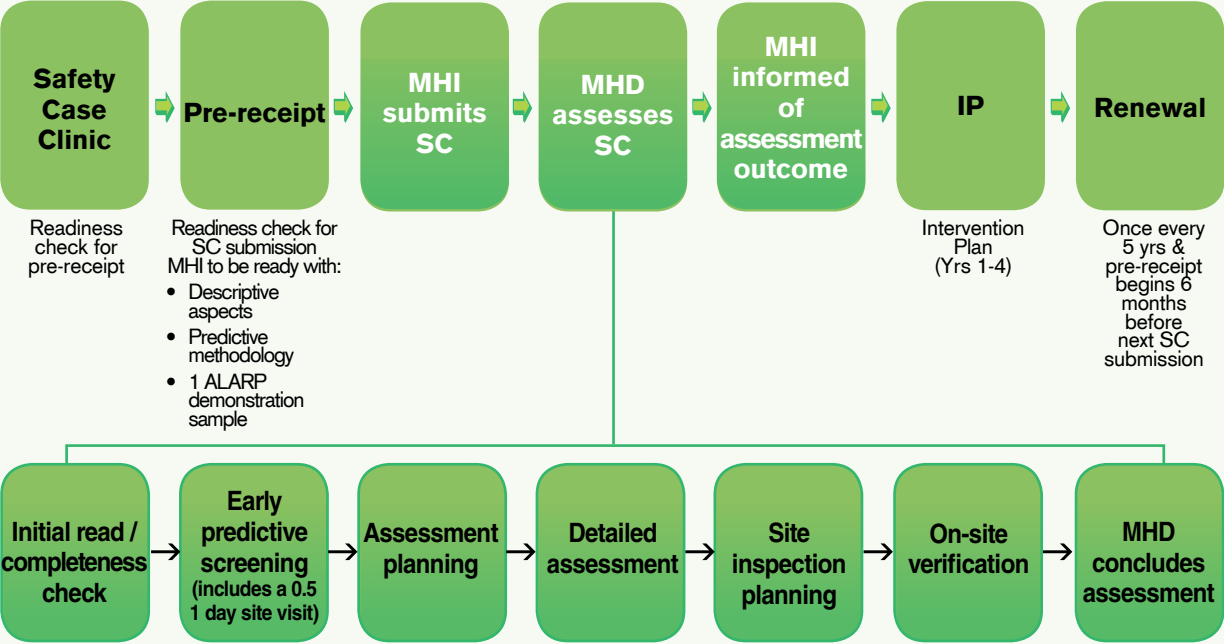 Safety
Case
Clinic
Pre-receipt
MHI
submits
SC
MHD
assesses
SC
MHI
informed
of
assessment
outcome
IP
Renewal
Readiness
check for
pre-receipt
Readiness check for
SC submission
MHI to be ready with:
• Descriptive
aspects
• Predictive
methodology
• 1 ALARP
demonstration
sample
Intervention
Plan
(Yrs 1-4)
Once every
5 yrs &
pre-receipt
begins 6
months
before
next SC
submission
Initial read /
completeness
check
Early
predictive
screening
(includes a 0.5
1 day site visit)
Assessment
planning
Detailed
assessment
Site
inspection
planning
On-site
verification
MHD
concludes
assessment